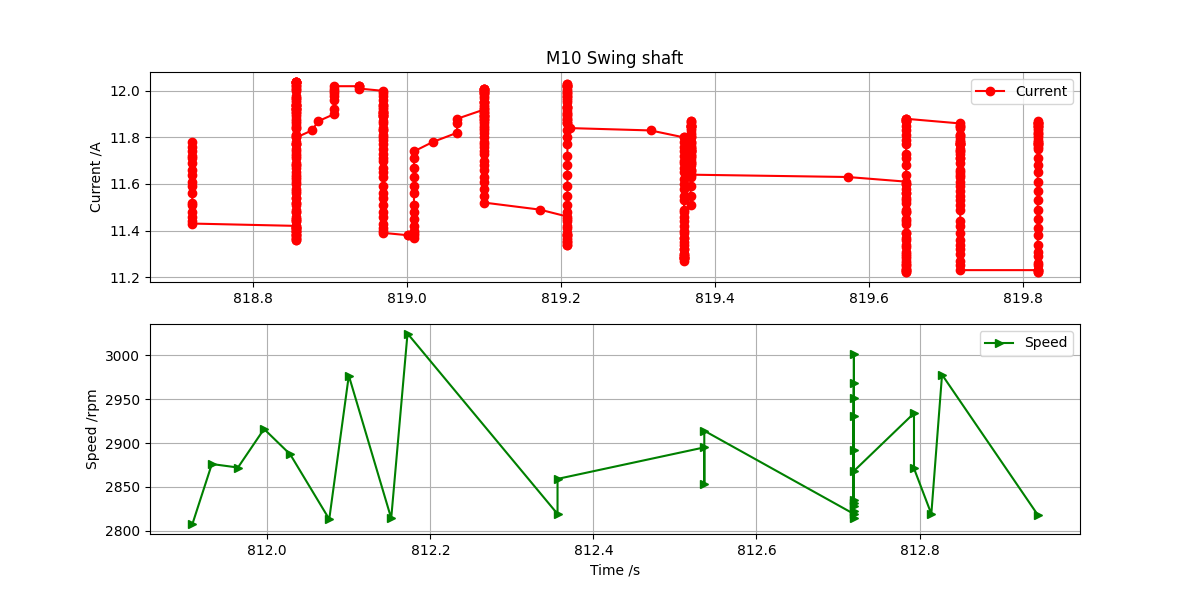 M10 Swing shaft
Current /A
12.0
11.8
11.6
11.4
11.2
Current
818.8 819.0 819.2 819.4 819.6 819.8
Speed /rpm
3000
2950
2900
2850
2800
Speed
812.0 812.2 812.4 812.6 812.8
Time /s